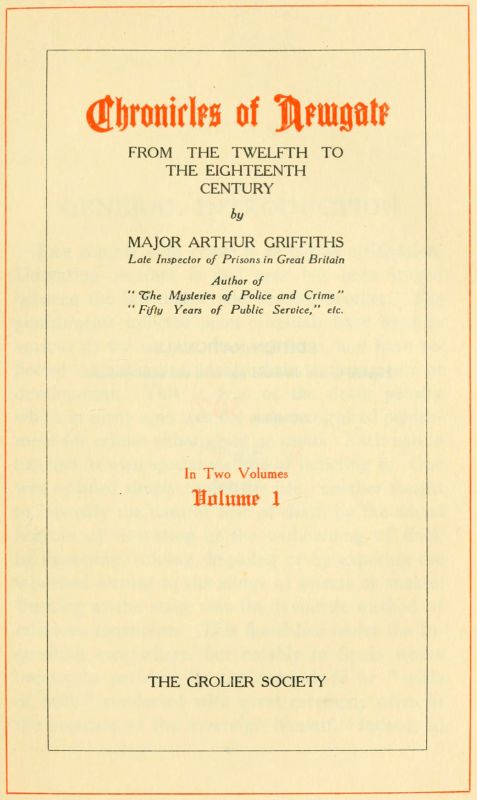 Chronicles of Newgate
FROM THE TWELFTH TO
THE EIGHTEENTH
CENTURY
by
MAJOR ARTHUR GRIFFITHS
Late Inspector of Prisons in Great Britain
Author of
"The Mysteries of Police and Crime"
"Fifty Years of Public Service," etc.
In Two Volumes
Volume 1
THE GROLIER SOCIETY